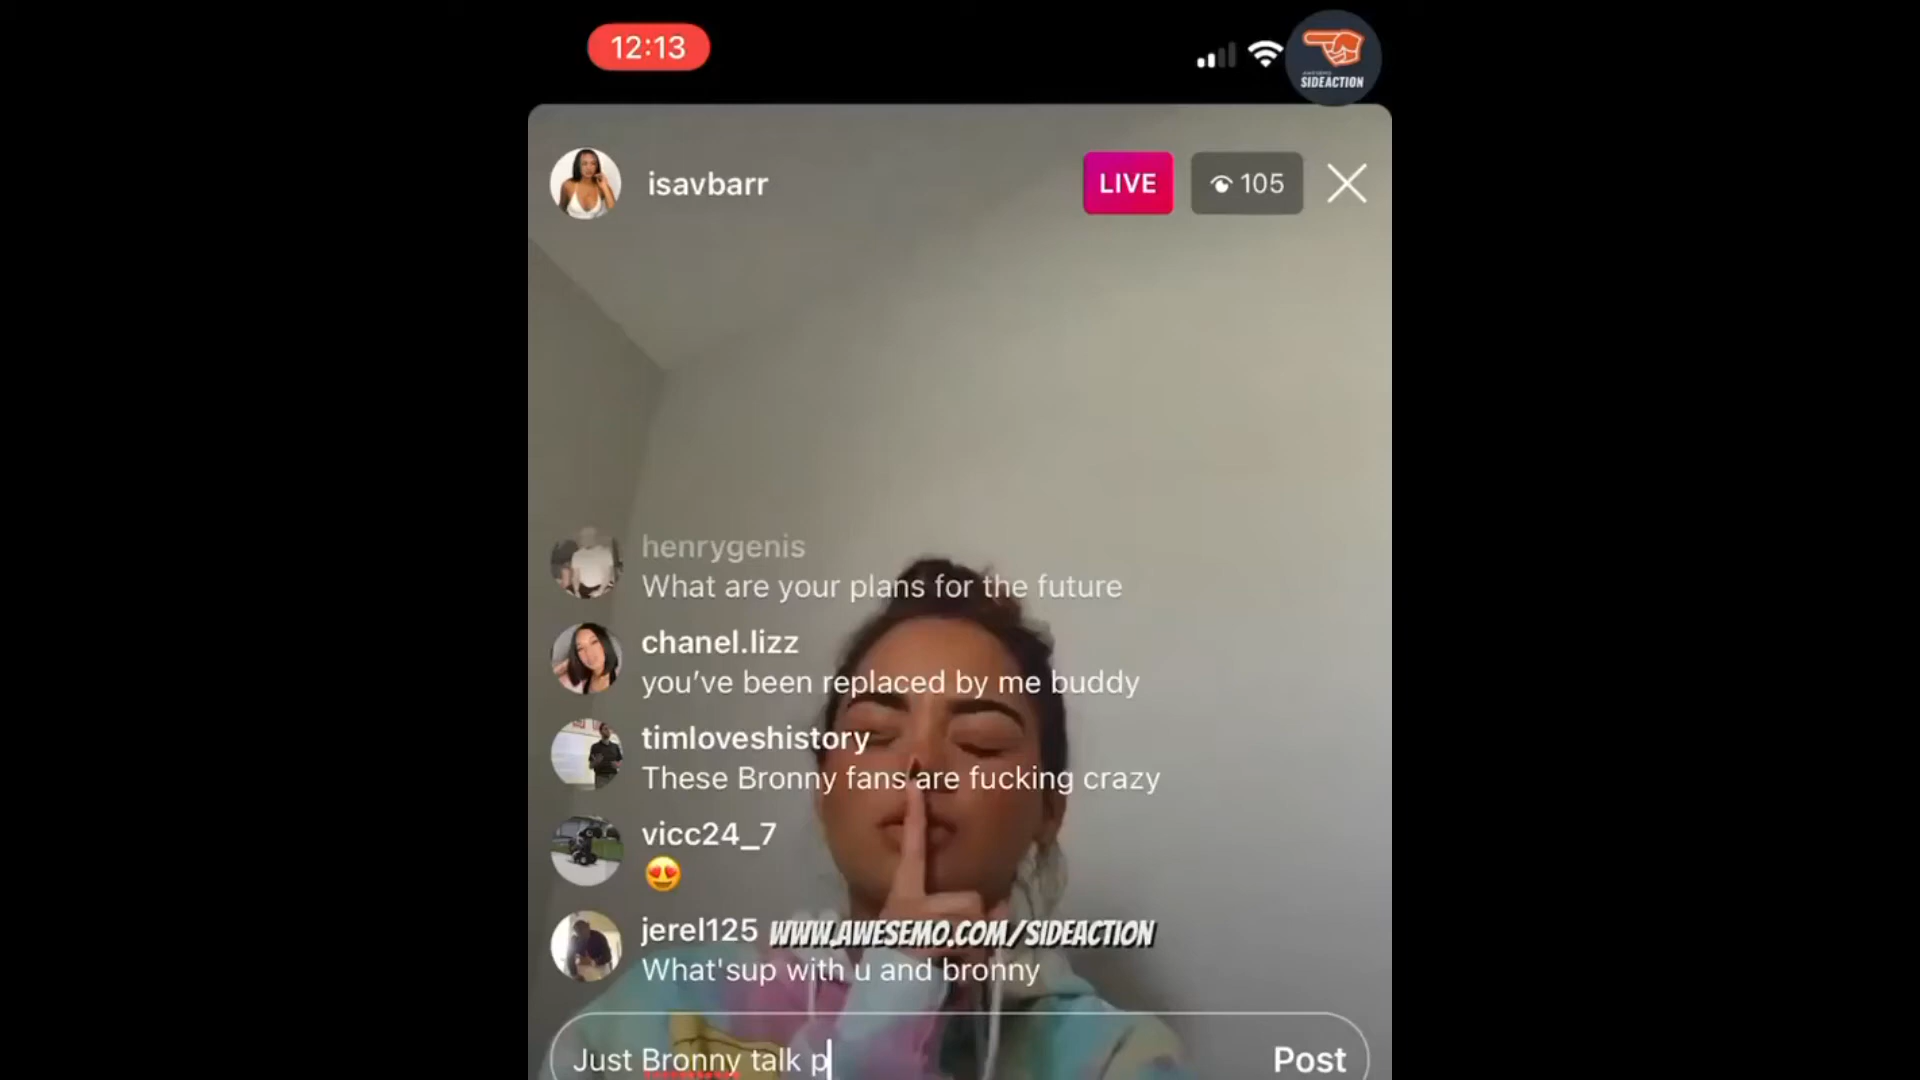 12:13
AWESEMO
SIDEACTION
isavbarr
LIVE
105
henrygenis
What are your plans for the future
chanel.lizz
you’ve been replaced by me buddy
timloveshistory
These Bronny fans are fucking crazy
vicc24_7
jerel125
WWW.AWESEMO.COM/SIDEACTION
What'sup with u and bronny
Just Bronny talk p
Post